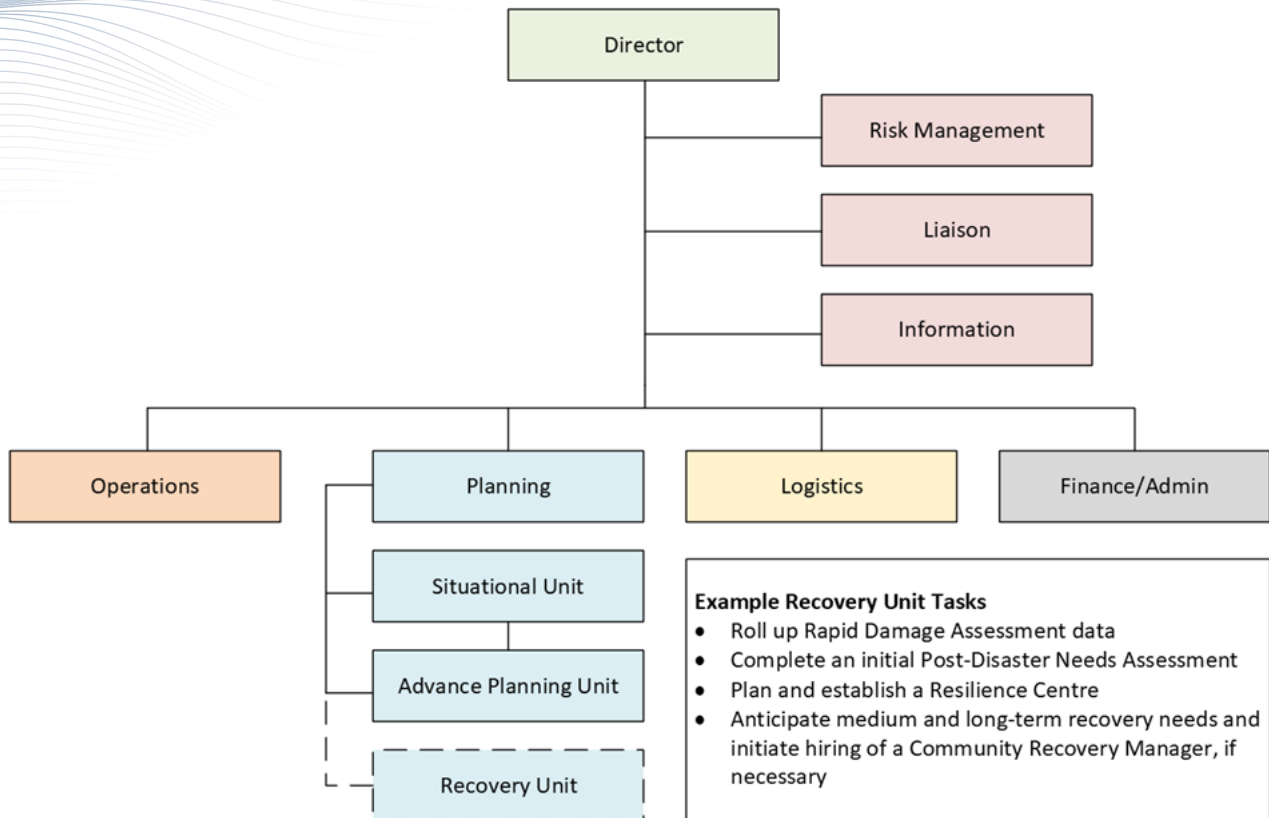 Director
Risk Management
Liaison
Information
Operations
Planning
Logistics
Finance/Admin
Situational Unit
Advance Planning Unit
Recovery Unit
Example Recovery Unit Tasks
• Roll up Rapid Damage Assessment data
• Complete an initial Post-Disaster Needs Assessment
• Plan and establish a Resilience Centre
• Anticipate medium and long-term recovery needs and
initiate hiring of a Community Recovery Manager, if
necessary